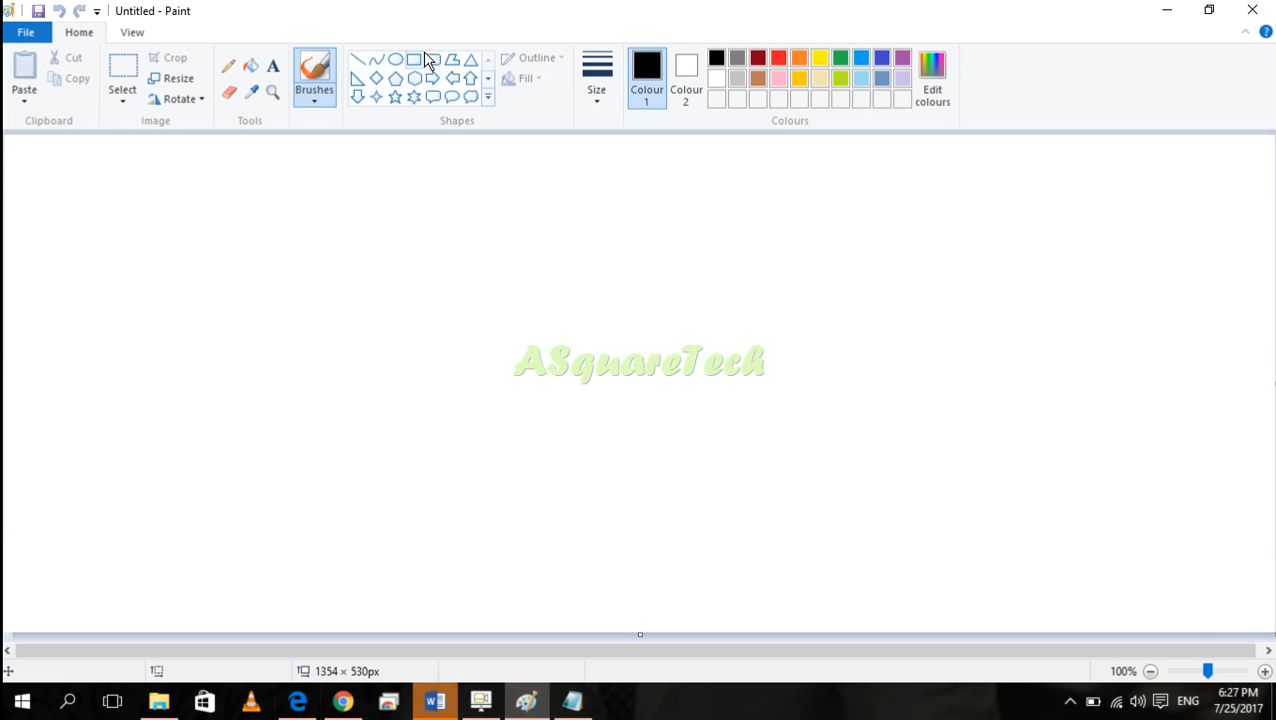 Untitled - Paint
File Home View
Paste
Cut
Copy
Clipboard
Select
Crop
Resize
Rotate
Image
A
Tools
Brushes
Shapes
Outline
Fill
Size
Colour 1
Colour 2
Edit colours
Colours
ASquareTech
1354 × 530px
100%
ENG
6:27 PM
7/25/2017